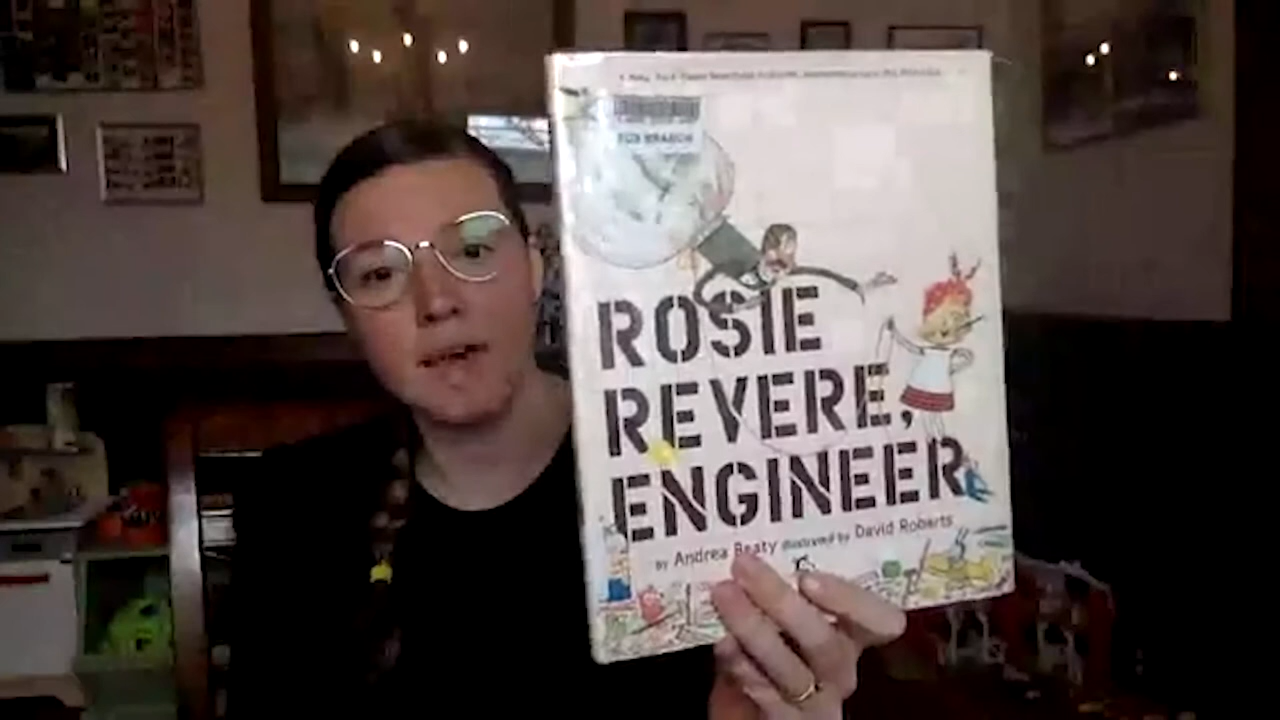 ROSIE
REVERE,
ENGINEER
by Andrea Beaty illustrated by David Roberts